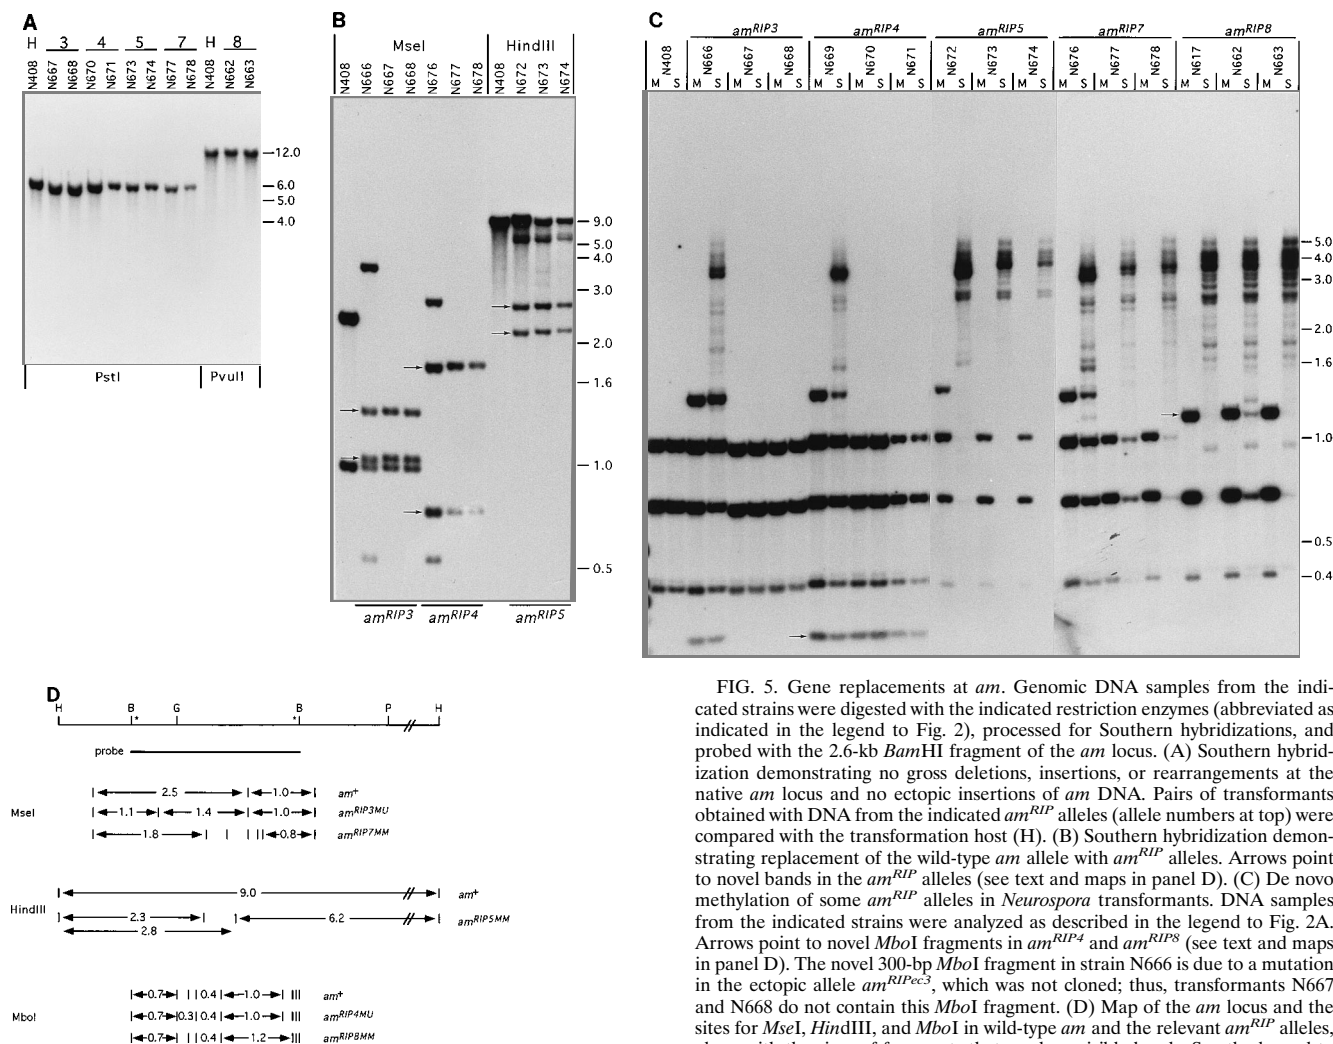 A
H 3 4 5 7 H 8
N408 N667 N668 N670 N671 N673 N674 N677 N678 N408 N662 N663
12.0
6.0
5.0
4.0
PstI PvuII
B
MseI HindIII
N408 N666 N667 N668 N676 N677 N678 N408 N672 N673 N674
9.0
5.0
4.0
3.0
2.0
1.6
1.0
0.5
amRIP3 amRIP4 amRIP5
C
amRIP3 amRIP4 amRIP5 amRIP7 amRIP8
N408 N666 N667 N668 N669 N670 N671 N672 N673 N674 N676 N677 N678 N617 N662 N663
M S M S M S M S M S M S M S M S M S M S M S M S M S M S M S M S
5.0
4.0
3.0
2.0
1.6
1.0
0.5
0.4
D
H B G B P H
* *
probe
MseI
2.5 1.0 am+
1.1 1.4 1.0 amRIP3MU
1.8 0.8 amRIP7MM
HindIII
9.0 am+
2.3 6.2 amRIP5MM
2.8
MboI
0.7 0.4 1.0 am+
0.7 0.3 0.4 1.0 amRIP4MU
0.7 0.4 1.2 amRIP8MM
FIG. 5. Gene replacements at am. Genomic DNA samples from the indi-
cated strains were digested with the indicated restriction enzymes (abbreviated as
indicated in the legend to Fig. 2), processed for Southern hybridizations, and
probed with the 2.6-kb BamHI fragment of the am locus. (A) Southern hybrid-
ization demonstrating no gross deletions, insertions, or rearrangements at the
native am locus and no ectopic insertions of am DNA. Pairs of transformants
obtained with DNA from the indicated amRIP alleles (allele numbers at top) were
compared with the transformation host (H). (B) Southern hybridization demon-
strating replacement of the wild-type am allele with amRIP alleles. Arrows point
to novel bands in the amRIP alleles (see text and maps in panel D). (C) De novo
methylation of some amRIP alleles in Neurospora transformants. DNA samples
from the indicated strains were analyzed as described in the legend to Fig. 2A.
Arrows point to novel MboI fragments in amRIP4 and amRIP8 (see text and maps
in panel D). The novel 300-bp MboI fragment in strain N666 is due to a mutation
in the ectopic allele amRIPec3, which was not cloned; thus, transformants N667
and N668 do not contain this MboI fragment. (D) Map of the am locus and the
sites for MseI, HindIII, and MboI in wild-type am and the relevant amRIP alleles,